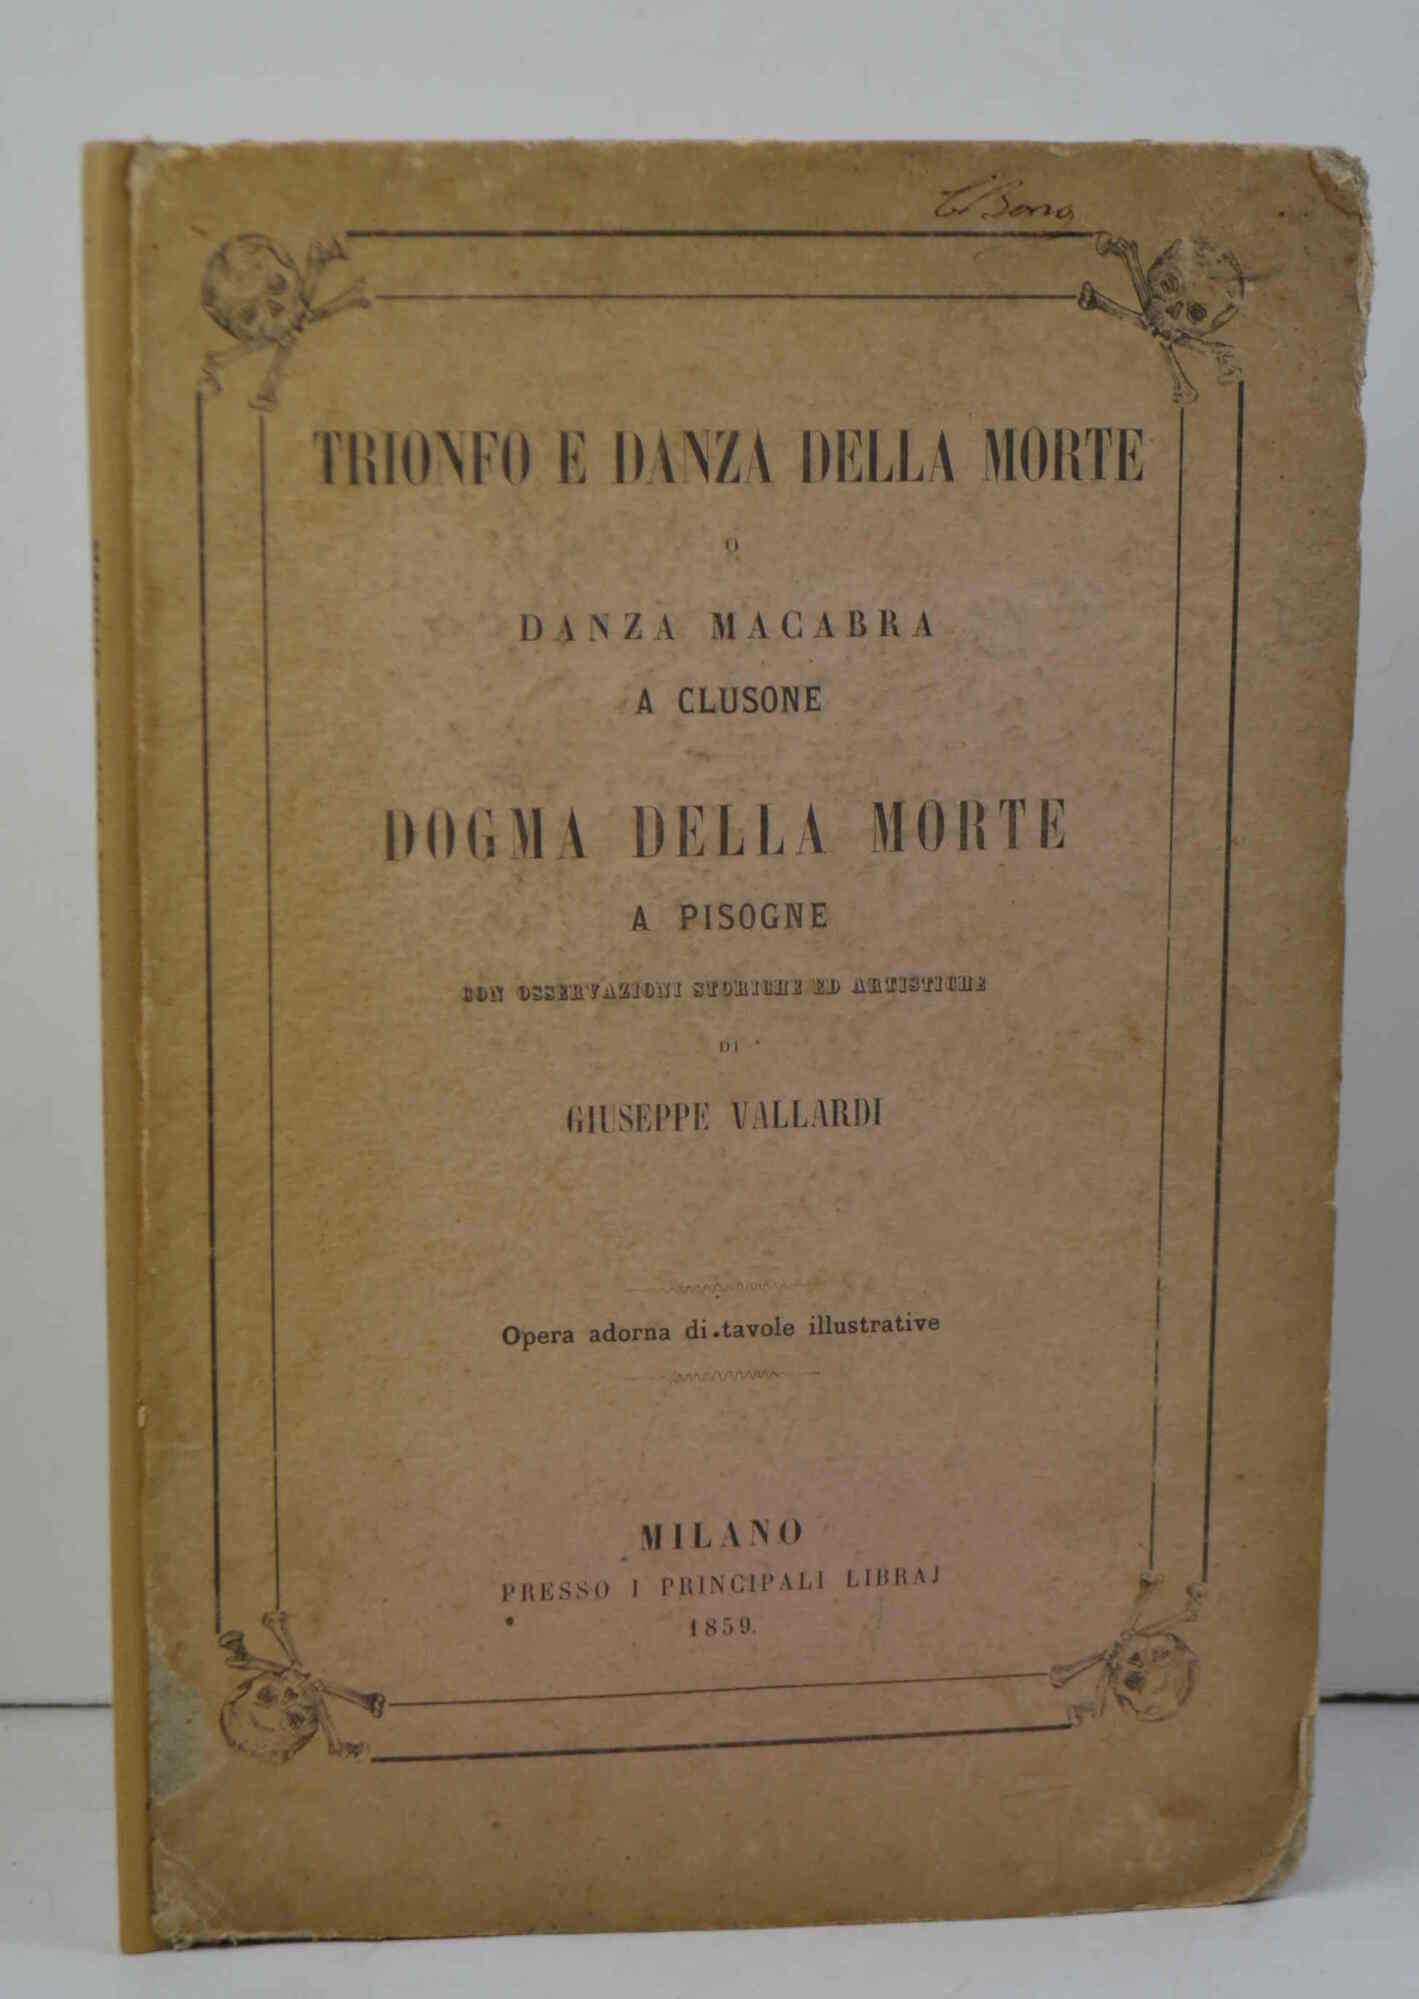 TRIONFO E DANZA DELLA MORTE
O
DANZA MACABRA
A CLUSONE
DOGMA DELLA MORTE
A PISOGNE
CON OSSERVAZIONI STORICHE ED ARTISTICHE
DI
GIUSEPPE VALLARDI
Opera adorna di tavole illustrative
MILANO
PRESSO I PRINCIPALI LIBRAJ
1859.